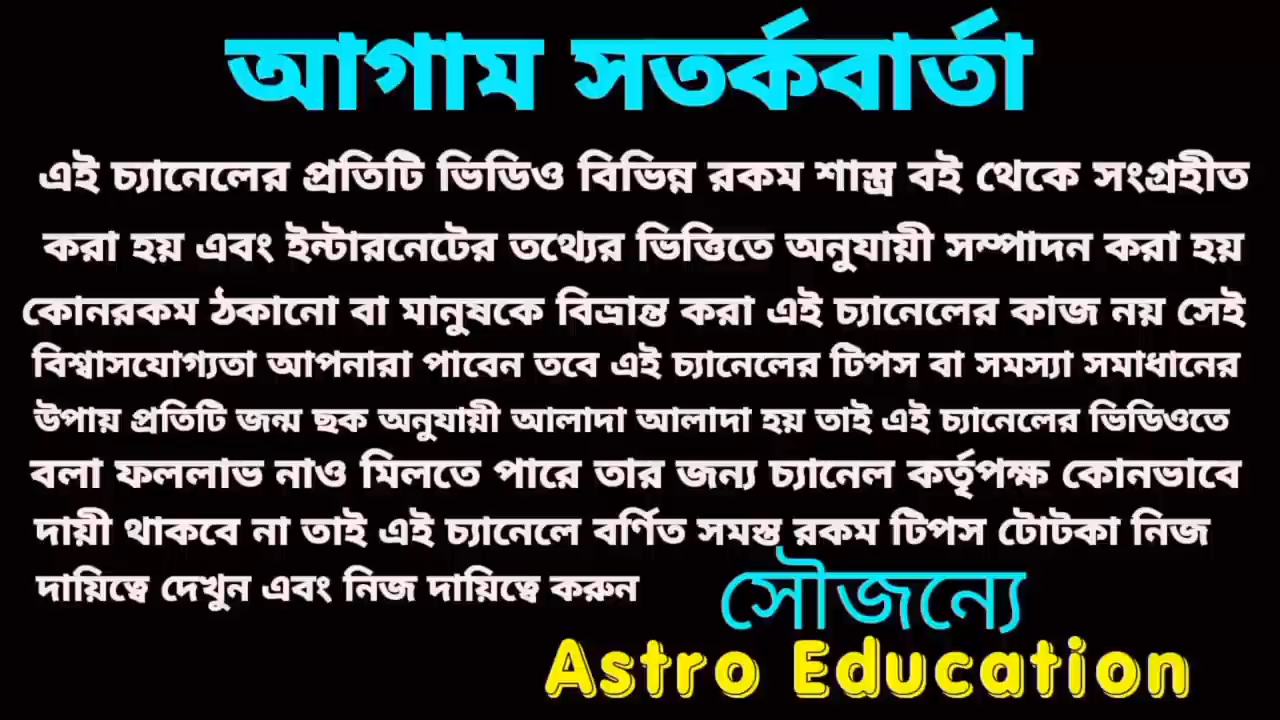 আগাম সতর্কবার্তা
এই চ্যানেলের প্রতিটি ভিডিও বিভিন্ন রকম শাস্ত্র বই থেকে সংগ্রহীত
করা হয় এবং ইন্টারনেটের তথ্যের ভিত্তিতে অনুযায়ী সম্পাদন করা হয়
কোনরকম ঠকানো বা মানুষকে বিভ্রান্ত করা এই চ্যানেলের কাজ নয় সেই
বিশ্বাসযোগ্যতা আপনারা পাবেন তবে এই চ্যানেলের টিপস বা সমস্যা সমাধানের
উপায় প্রতিটি জন্ম ছক অনুযায়ী আলাদা আলাদা হয় তাই এই চ্যানেলের ভিডিওতে
বলা ফললাভ নাও মিলতে পারে তার জন্য চ্যানেল কর্তৃপক্ষ কোনভাবে
দায়ী থাকবে না তাই এই চ্যানেলে বর্ণিত সমস্ত রকম টিপস টোটকা নিজ
দায়িত্বে দেখুন এবং নিজ দায়িত্বে করুন
সৌজন্যে
Astro Education